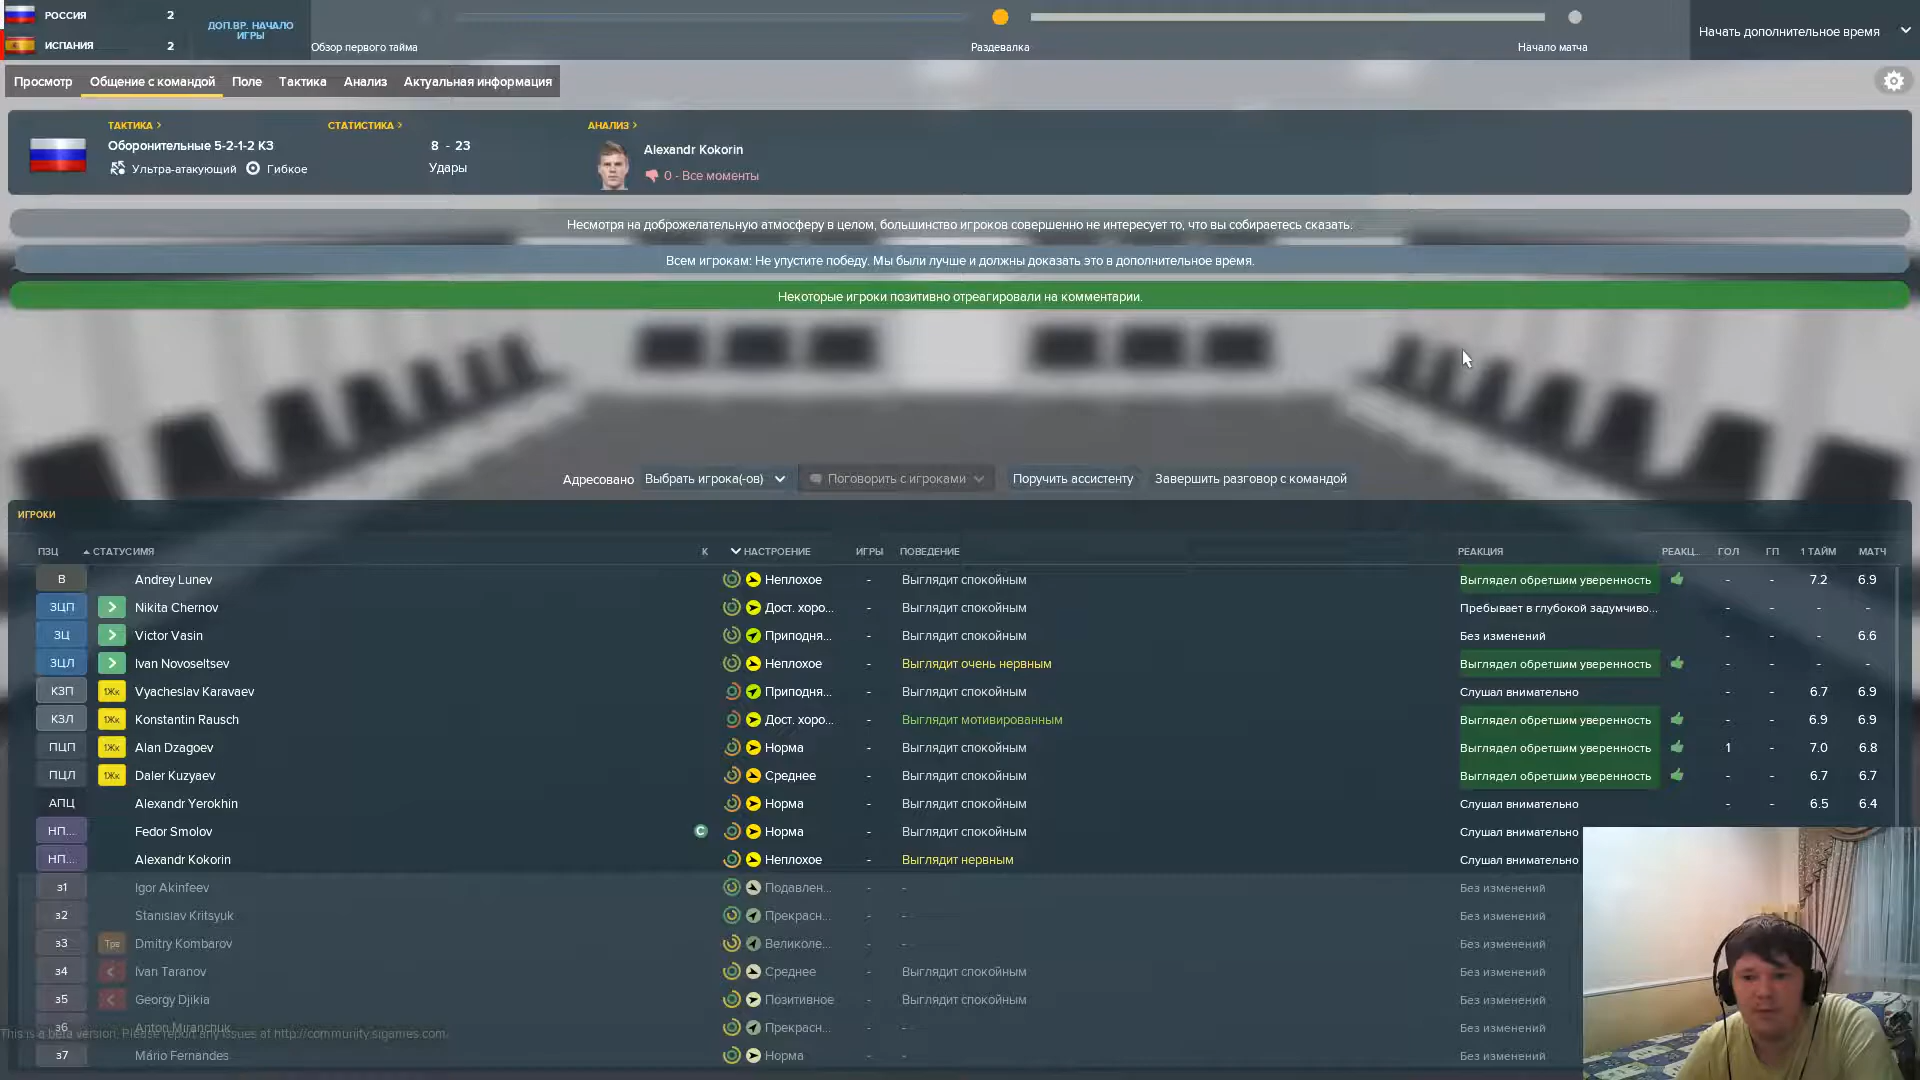 РОССИЯ 2
ИСПАНИЯ 2
ДОП.ВР. НАЧАЛО ИГРЫ
Обзор первого тайма
Раздевалка
Начало матча
Начать дополнительное время
Просмотр Общение с командой Поле Тактика Анализ Актуальная информация
ТАКТИКА >
Оборонительные 5-2-1-2 КЗ
Ультра-атакующий Гибкое
СТАТИСТИКА >
8 - 23
Удары
АНАЛИЗ >
Alexandr Kokorin
0 - Все моменты
Несмотря на доброжелательную атмосферу в целом, большинство игроков совершенно не интересует то, что вы собираетесь сказать.
Всем игрокам: Не упустите победу. Мы были лучше и должны доказать это в дополнительное время.
Некоторые игроки позитивно отреагировали на комментарии.
Адресовано Выбрать игрока(-ов) Поговорить с игроками Поручить ассистенту Завершить разговор с командой
ИГРОКИ
ПЗЦ СТАТУС ИМЯ К НАСТРОЕНИЕ ИГРЫ ПОВЕДЕНИЕ РЕАКЦИЯ РЕАКЦ... ГОЛ ГП 1 ТАЙМ МАТЧ
В Andrey Lunev Неплохое - Выглядит спокойным Выглядел обретшим уверенность - - 7.2 6.9
ЗЦП Nikita Chernov Дост. хоро... - Выглядит спокойным Пребывает в глубокой задумчиво... - - - -
ЗЦ Victor Vasin Приподня... - Выглядит спокойным Без изменений - - - 6.6
ЗЦЛ Ivan Novoseltsev Неплохое - Выглядит очень нервным Выглядел обретшим уверенность - - - -
КЗП 1Жк Vyacheslav Karavaev Приподня... - Выглядит спокойным Слушал внимательно - - 6.7 6.9
КЗЛ 1Жк Konstantin Rausch Дост. хоро... - Выглядит мотивированным Выглядел обретшим уверенность - - 6.9 6.9
ПЦП 1Жк Alan Dzagoev Норма - Выглядит спокойным Выглядел обретшим уверенность 1 - 7.0 6.8
ПЦЛ 1Жк Daler Kuzyaev Среднее - Выглядит спокойным Выглядел обретшим уверенность - - 6.7 6.7
АПЦ Alexandr Yerokhin Норма - Выглядит спокойным Слушал внимательно - - 6.5 6.4
НП... Fedor Smolov C Норма - Выглядит спокойным Слушал внимательно
НП... Alexandr Kokorin Неплохое - Выглядит нервным Слушал внимательно
з1 Igor Akinfeev Подавлен... - - Без изменений
з2 Stanislav Kritsyuk Прекрасн... - - Без изменений
з3 Трв Dmitry Kombarov Великоле... - - Без изменений
з4 Ivan Taranov Среднее - Выглядит спокойным Без изменений
з5 Georgy Djikia Позитивное - Выглядит спокойным Без изменений
з6 Anton Miranchuk Прекрасн... - - Без изменений
This is a beta version. Please report any issues at http://community.sigames.com.
з7 Mário Fernandes Норма - - Без изменений